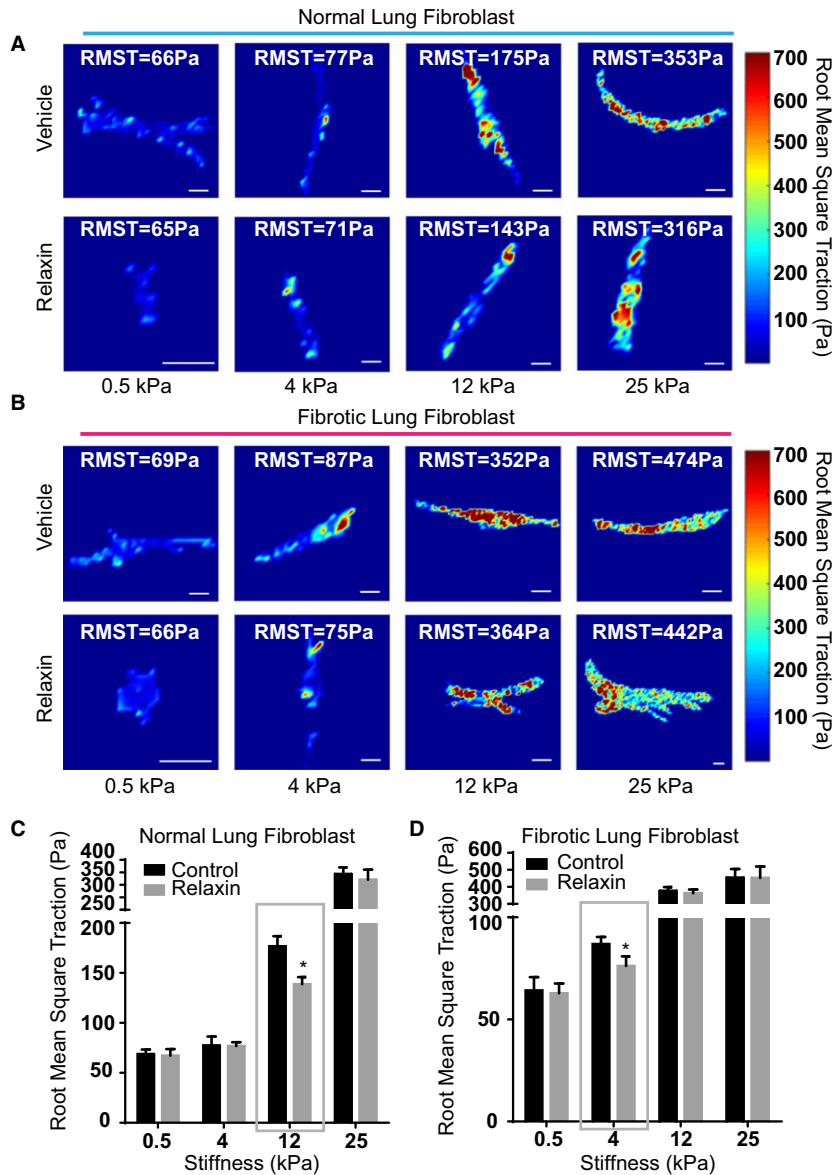 Normal Lung Fibroblast
A
RMST=66Pa RMST=77Pa RMST=175Pa RMST=353Pa
Vehicle
RMST=65Pa RMST=71Pa RMST=143Pa RMST=316Pa
Relaxin
0.5 kPa 4 kPa 12 kPa 25 kPa
700
600
500
400
300
200
100
Root Mean Square Traction (Pa)
B
Fibrotic Lung Fibroblast
RMST=69Pa RMST=87Pa RMST=352Pa RMST=474Pa
Vehicle
RMST=66Pa RMST=75Pa RMST=364Pa RMST=442Pa
Relaxin
0.5 kPa 4 kPa 12 kPa 25 kPa
700
600
500
400
300
200
100
Root Mean Square Traction (Pa)
C
Normal Lung Fibroblast
Root Mean Square Traction (Pa)
400
350
300
250
200
150
100
50
0
Control
Relaxin
*
0.5 4 12 25
Stiffness (kPa)
D
Fibrotic Lung Fibroblast
Root Mean Square Traction (Pa)
600
500
400
300
100
50
0
Control
Relaxin
*
0.5 4 12 25
Stiffness (kPa)